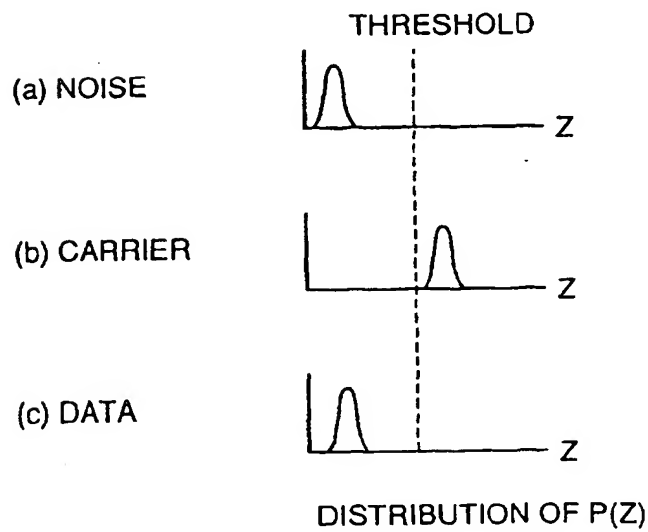 THRESHOLD
(a) NOISE
Z
(b) CARRIER
Z
(c) DATA
Z
DISTRIBUTION OF P(Z)